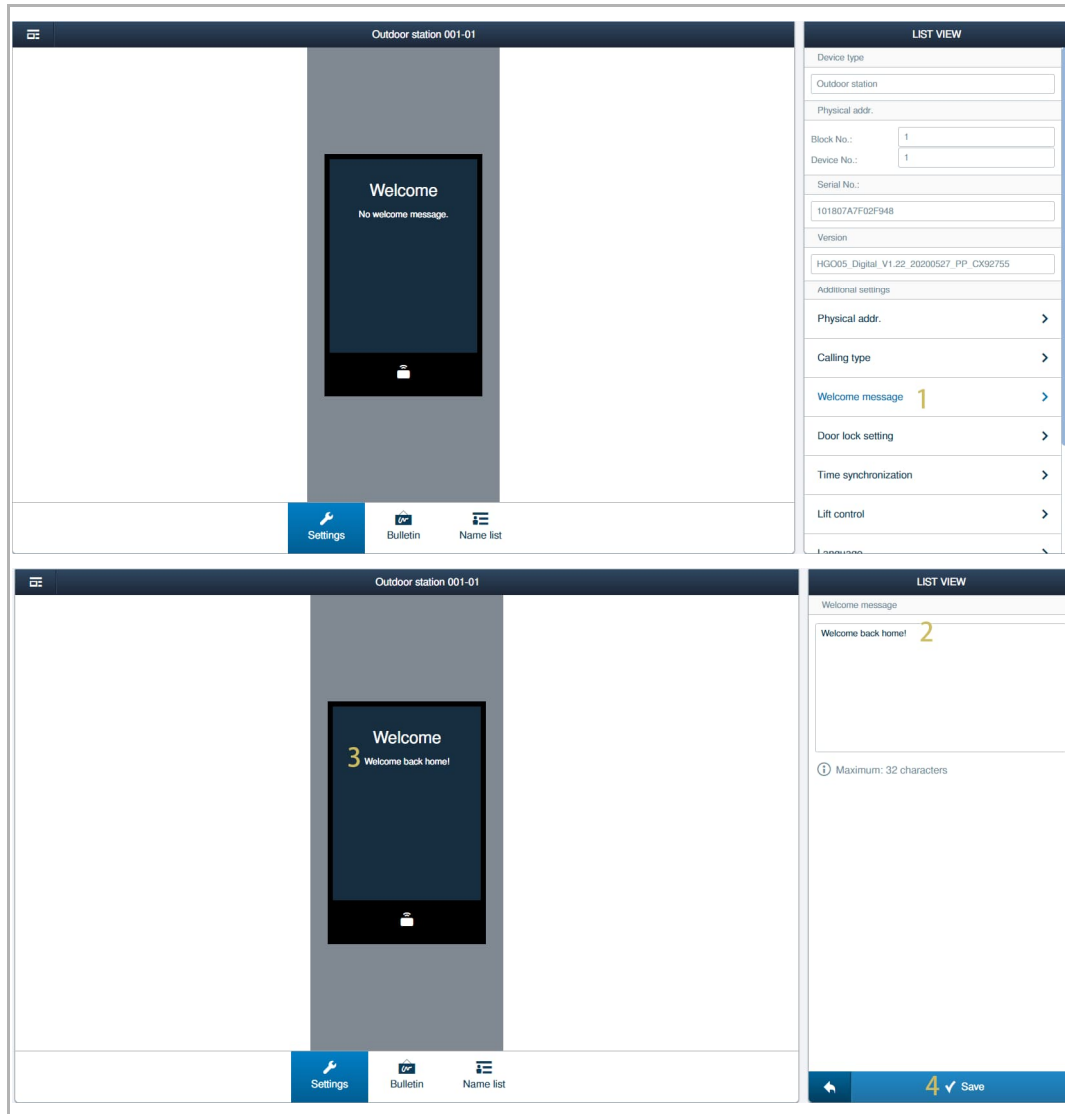 Outdoor station 001-01
LIST VIEW
Device type
Outdoor station
Physical addr.
Block No.: 1
Device No.: 1
Serial No.:
101807A7F02F948
Version
HGO05_Digital_V1.22_20200527_PP_CX92755
Additional settings
Physical addr.
Calling type
Welcome message 1
Door lock setting
Time synchronization
Lift control
Language
Welcome
No welcome message.
Settings
Bulletin
Name list
Outdoor station 001-01
LIST VIEW
Welcome message
Welcome back home! 2
Maximum: 32 characters
Welcome
3 Welcome back home!
Settings
Bulletin
Name list
4 Save